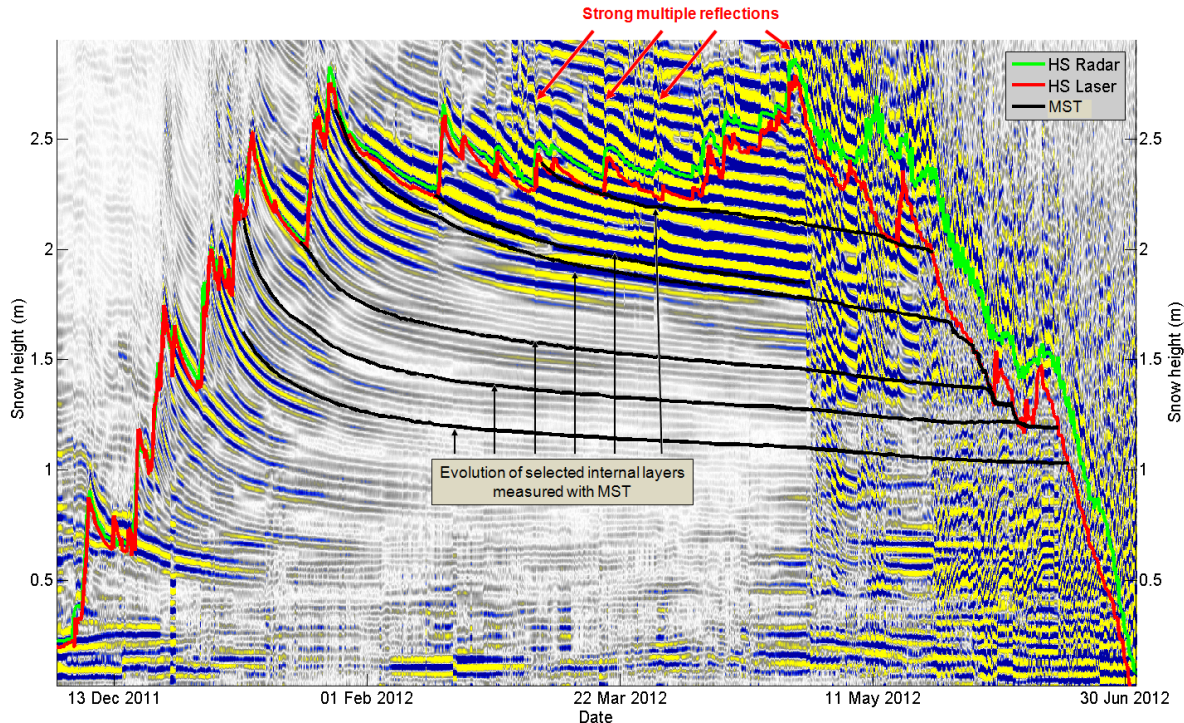 Strong multiple reflections
HS Radar
HS Laser
MST
2.5
2
1.5
1
0.5
Snow height (m)
2.5
2
1.5
1
0.5
Snow height (m)
Evolution of selected internal layers
measured with MST
13 Dec 2011
01 Feb 2012
22 Mar 2012
11 May 2012
30 Jun 2012
Date